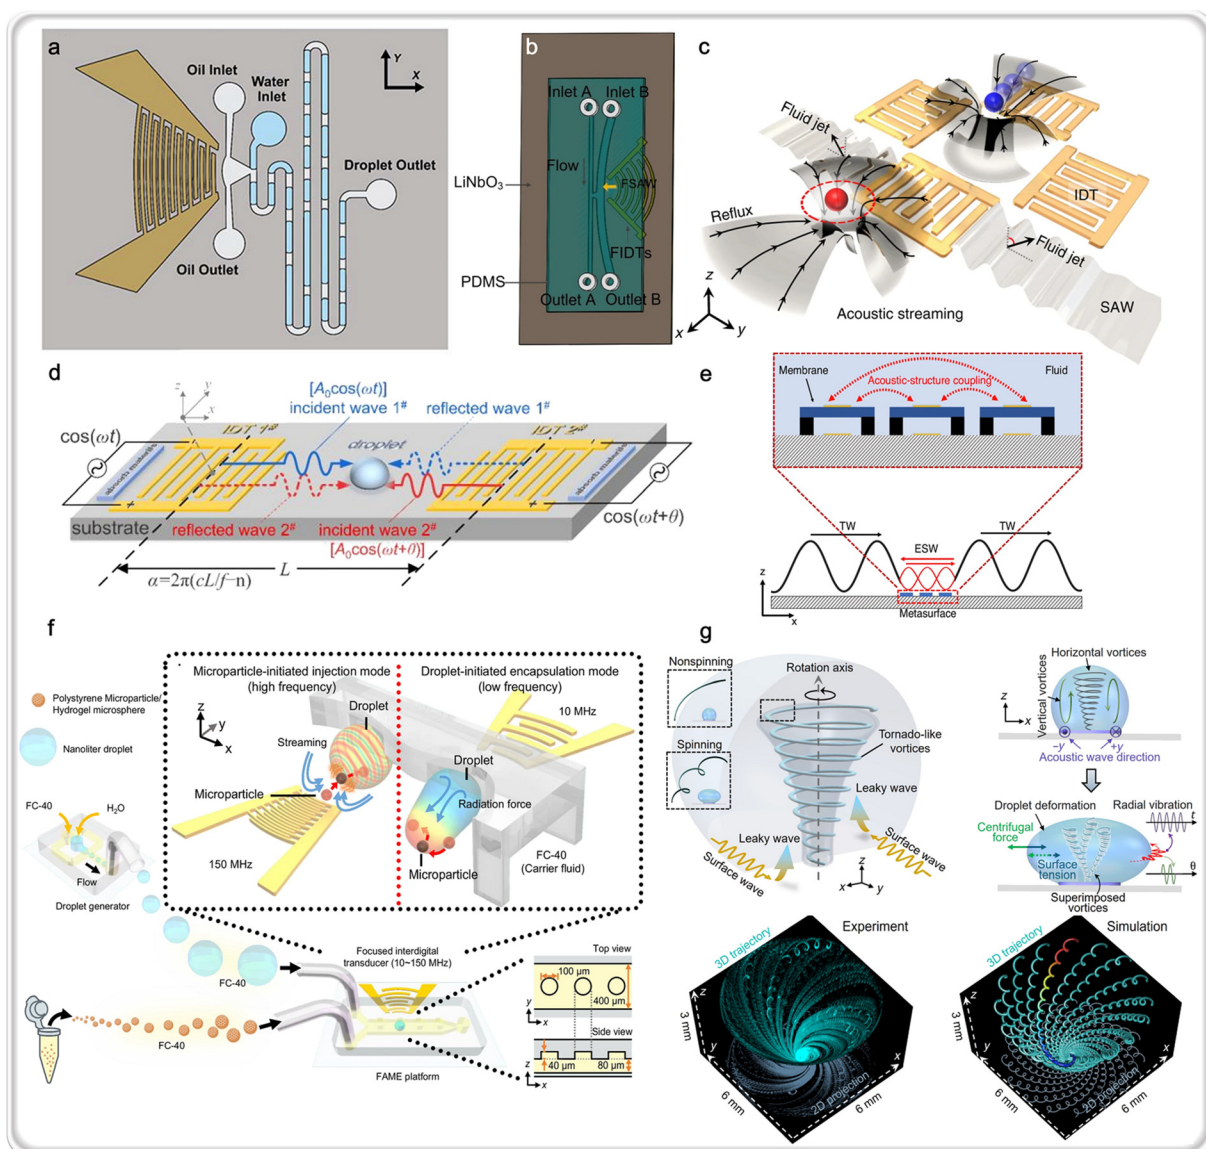 a
Oil Inlet
Water
Inlet
Y
X
Droplet Outlet
Oil Outlet
b
Inlet A
Inlet B
Flow
FSAW
LiNbO₃
FIDTs
PDMS
Outlet A
Outlet B
c
Fluid jet
IDT
Reflux
Fluid jet
SAW
z
x
y
Acoustic streaming
d
z
y
x
[A₀cos(ωt)]
incident wave 1#
reflected wave 1#
IDT 1#
IDT 2#
cos(ωt)
droplet
absorb materials
absorb materials
substrate
reflected wave 2#
incident wave 2#
[A₀cos(ωt+θ)]
cos(ωt+θ)
L
α=2π(cL/f−n)
e
Membrane
Fluid
Acoustic-structure coupling
TW
TW
ESW
z
x
Metasurface
f
Microparticle-initiated injection mode
(high frequency)
Droplet-initiated encapsulation mode
(low frequency)
Polystyrene Microparticle/
Hydrogel microsphere
Nanoliter droplet
z
y
x
Droplet
10 MHz
Streaming
Droplet
Radiation force
Microparticle
FC-40
H₂O
Flow
Droplet generator
150 MHz
Microparticle
FC-40
(Carrier fluid)
Focused interdigital
transducer (10~150 MHz)
FC-40
FC-40
FAME platform
Top view
100 μm
400 μm
y
x
Side view
z
x
40 μm
80 μm
g
Nonspinning
Spinning
Rotation axis
Tornado-like
vortices
Leaky wave
Leaky wave
Surface wave
Surface wave
z
x
y
Horizontal vortices
Vertical vortices
z
x
−y
+y
Acoustic wave direction
Droplet deformation
Radial vibration
t
Centrifugal
force
Surface
tension
θ
Superimposed
vortices
Experiment
3D trajectory
z
3 mm
y
x
2D projection
6 mm
6 mm
Simulation
3D trajectory
z
3 mm
y
x
2D projection
6 mm
6 mm